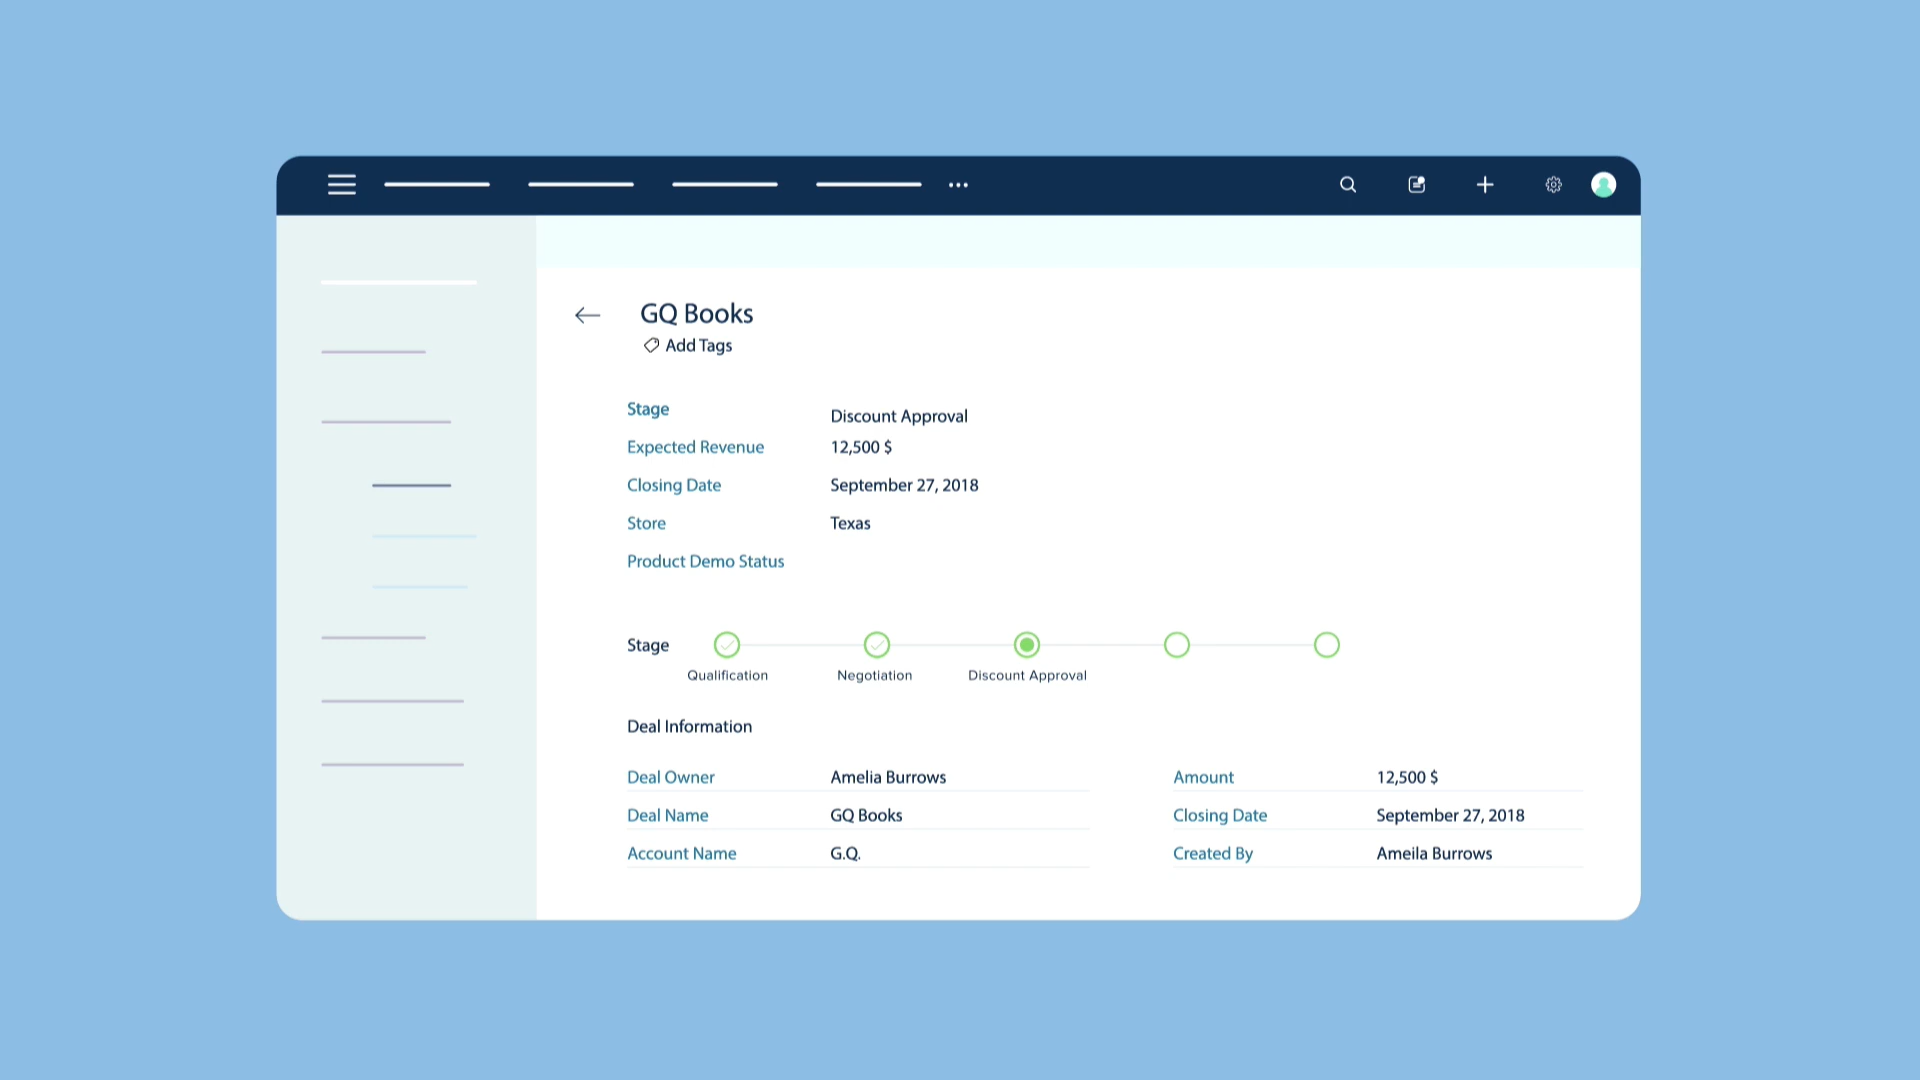 GQ Books
Add Tags
Stage Discount Approval
Expected Revenue 12,500 $
Closing Date September 27, 2018
Store Texas
Product Demo Status
Stage
Qualification Negotiation Discount Approval
Deal Information
Deal Owner Amelia Burrows Amount 12,500 $
Deal Name GQ Books Closing Date September 27, 2018
Account Name G.Q. Created By Ameila Burrows